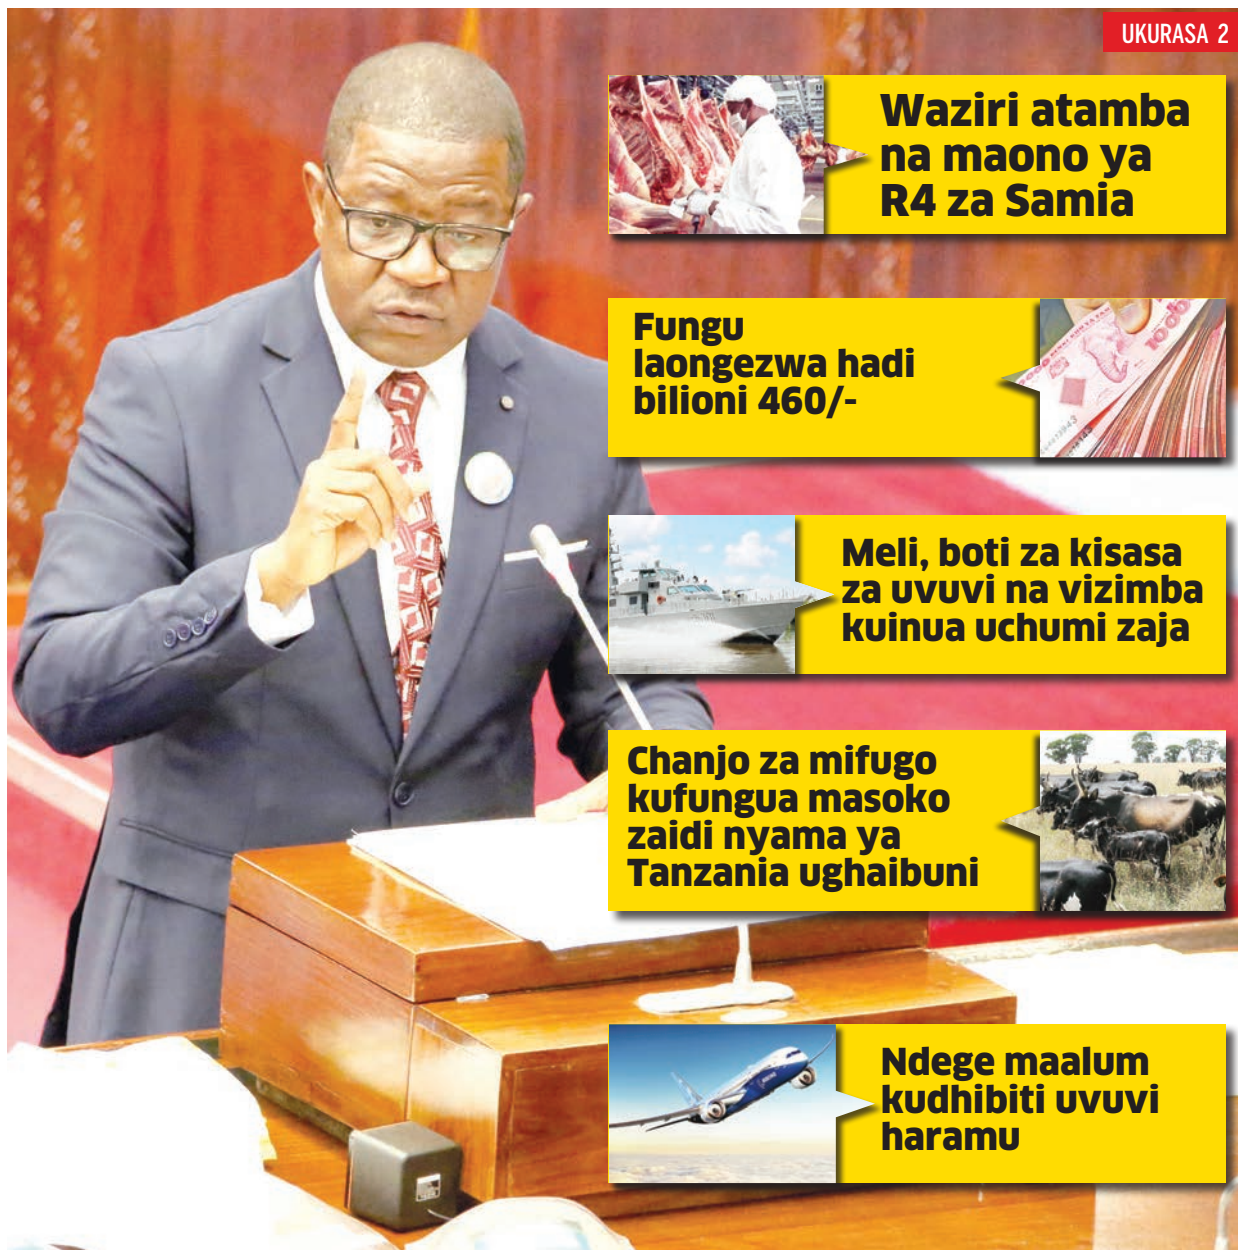 UKURASA 2
Waziri atamba
na maono ya
R4 za Samia
Fungu
laongezwa hadi
bilioni 460/-
Meli, boti za kisasa
za uvuvi na vizimba
kuinua uchumi zaja
Chanjo za mifugo
kufungua masoko
zaidi nyama ya
Tanzania ughaibuni
Ndege maalum
kudhibiti uvuvi
haramu